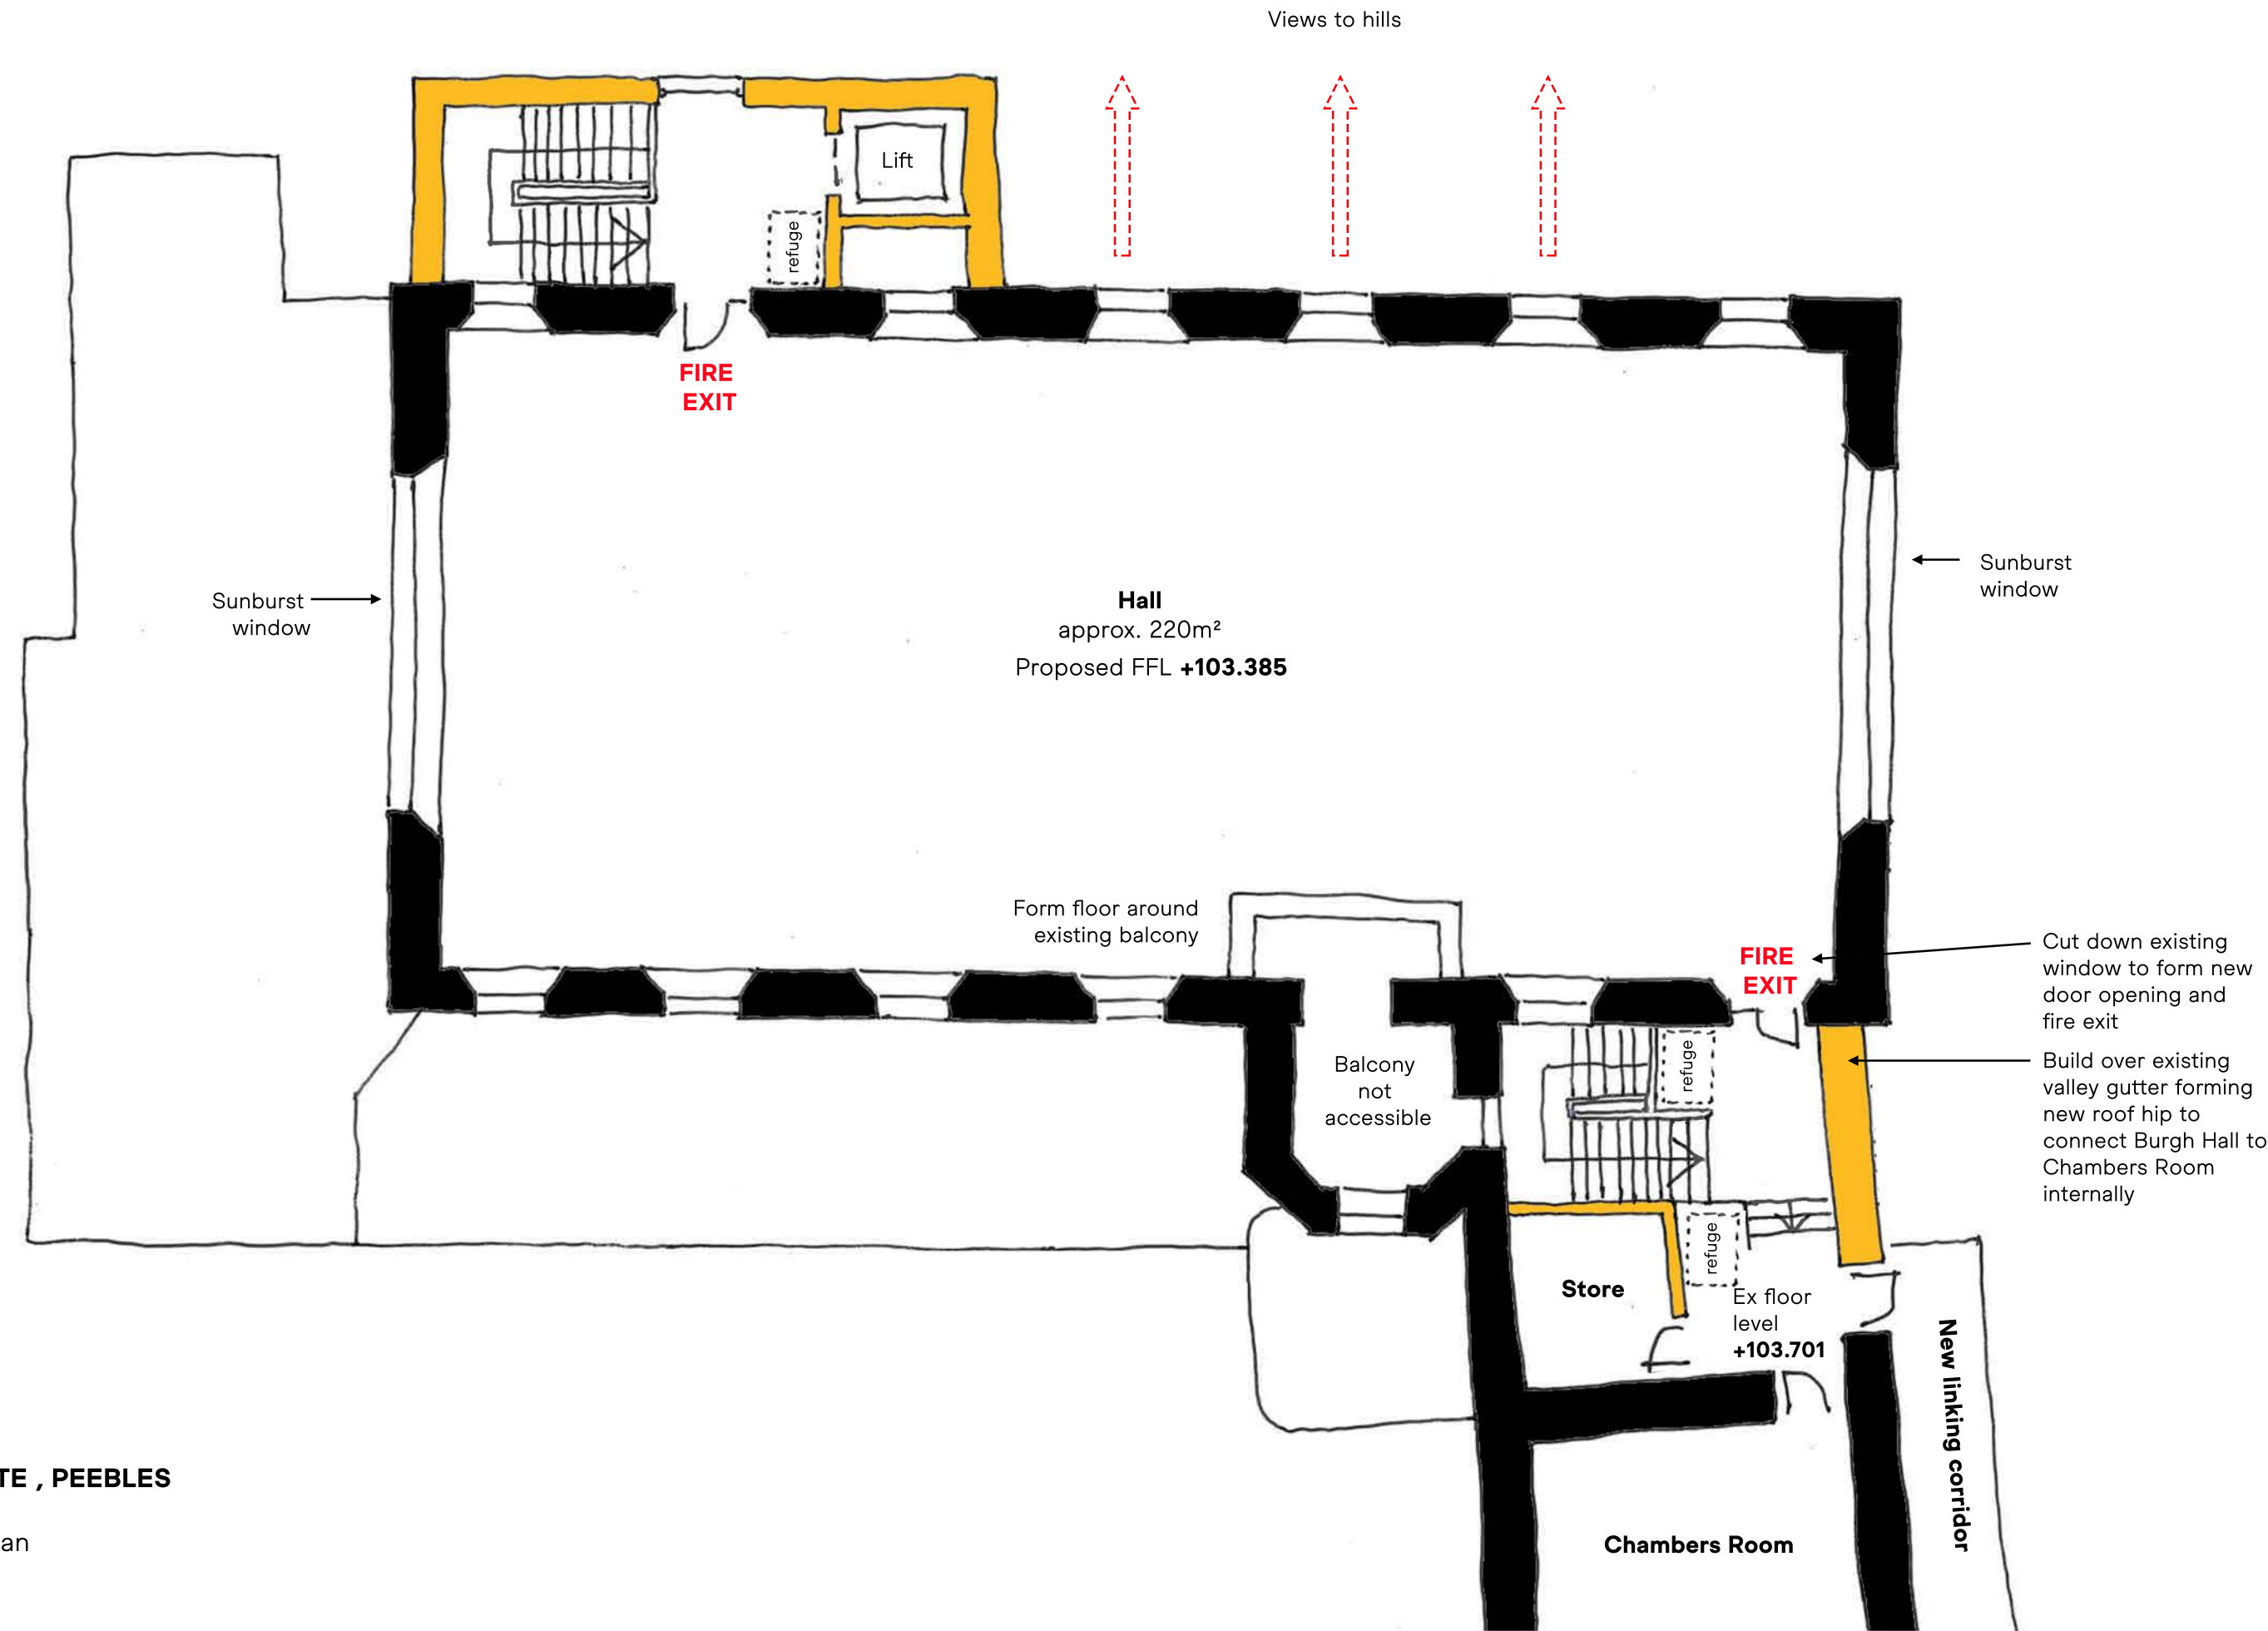 Views to hills
Lift
refuge
FIRE
EXIT
Sunburst
window
Sunburst
window
Hall
approx. 220m²
Proposed FFL +103.385
Form floor around
existing balcony
FIRE
EXIT
Cut down existing
window to form new
door opening and
fire exit
Balcony
not
accessible
refuge
Build over existing
valley gutter forming
new roof hip to
connect Burgh Hall to
Chambers Room
internally
refuge
Store
Ex floor
level
+103.701
New linking corridor
TE , PEEBLES
an
Chambers Room